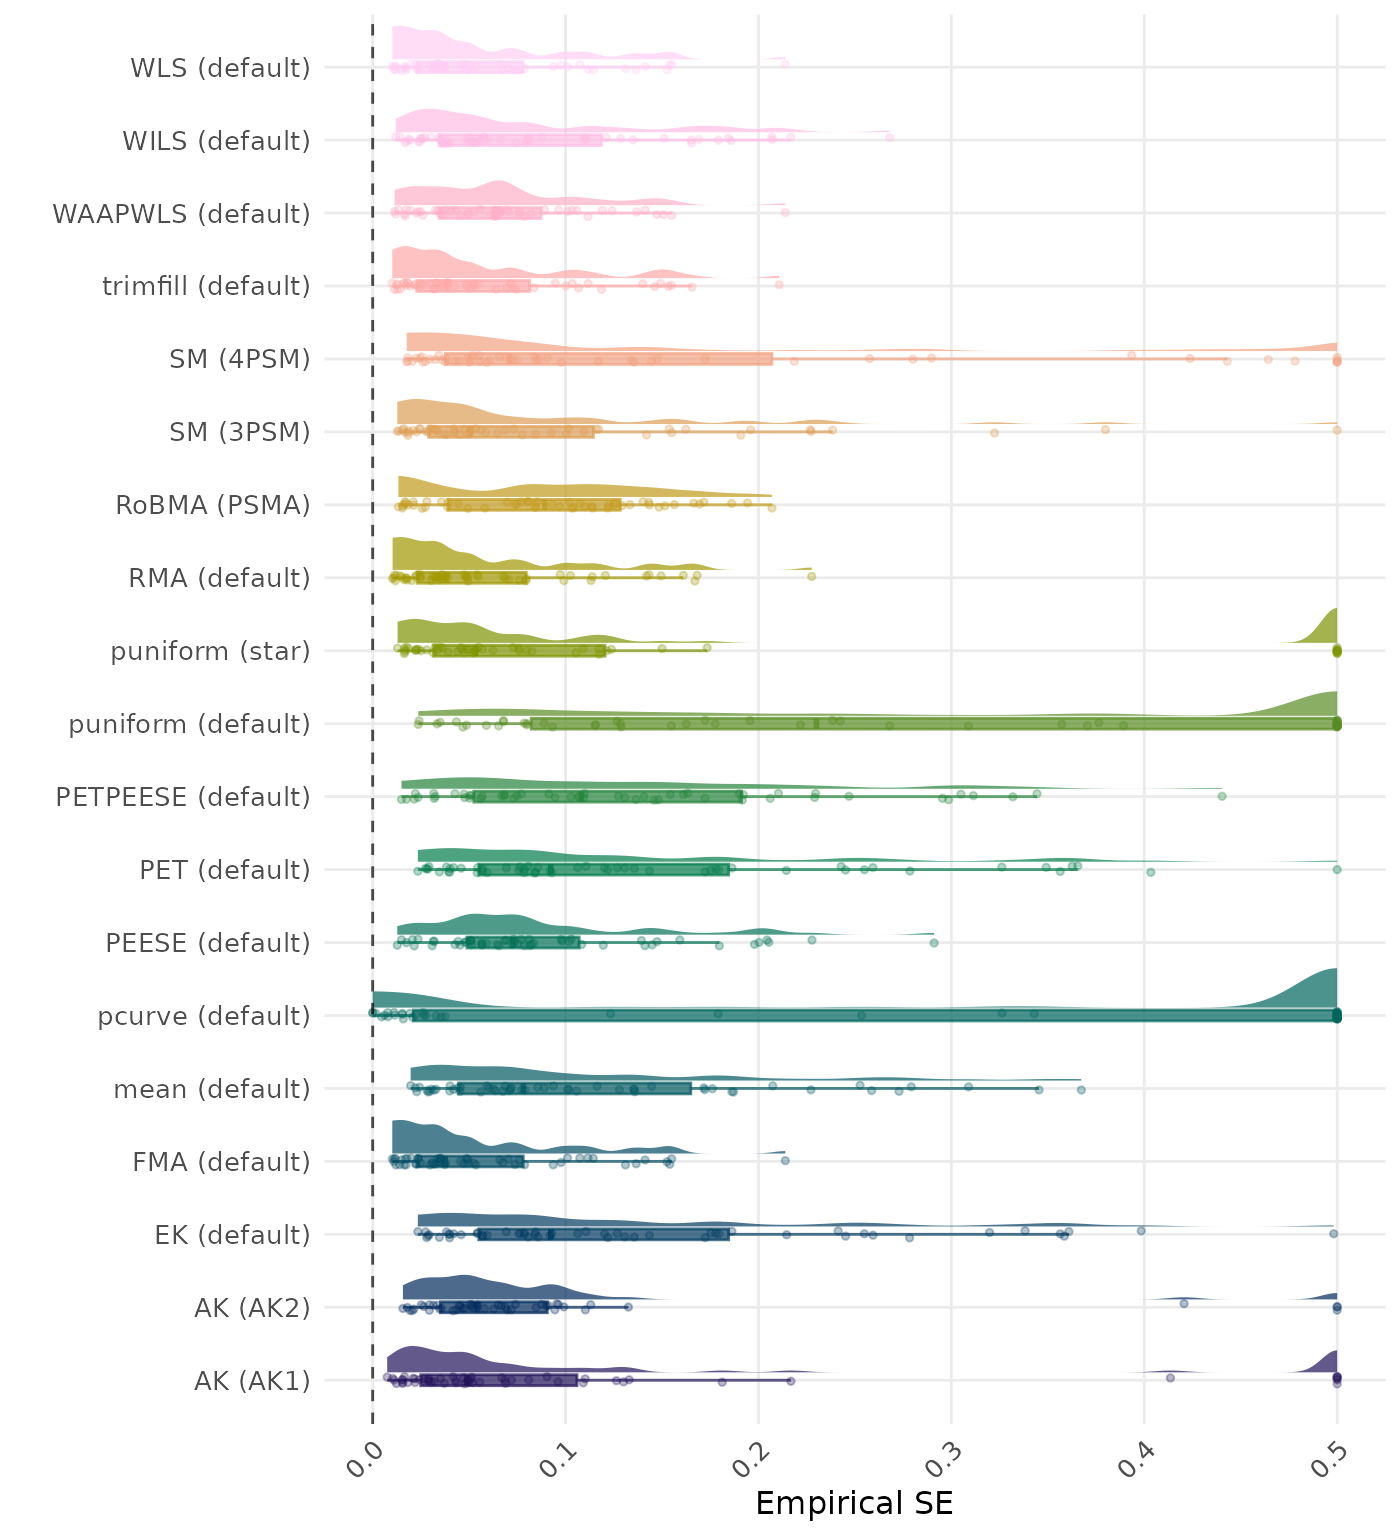 WLS (default)
WILS (default)
WAAPWLS (default)
trimfill (default)
SM (4PSM)
SM (3PSM)
RoBMA (PSMA)
RMA (default)
puniform (star)
puniform (default)
PETPEESE (default)
PET (default)
PEESE (default)
pcurve (default)
mean (default)
FMA (default)
EK (default)
AK (AK2)
AK (AK1)
0.0 0.1 0.2 0.3 0.4 0.5
Empirical SE